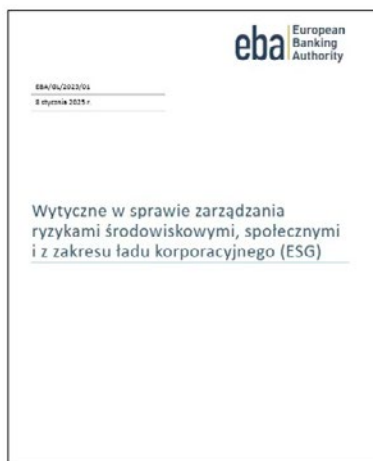 eba European
Banking
Authority
EBA/GL/2025/01
8 stycznia 2025 r.
Wytyczne w sprawie zarządzania
ryzykami środowiskowymi, społecznymi
i z zakresu ładu korporacyjnego (ESG)